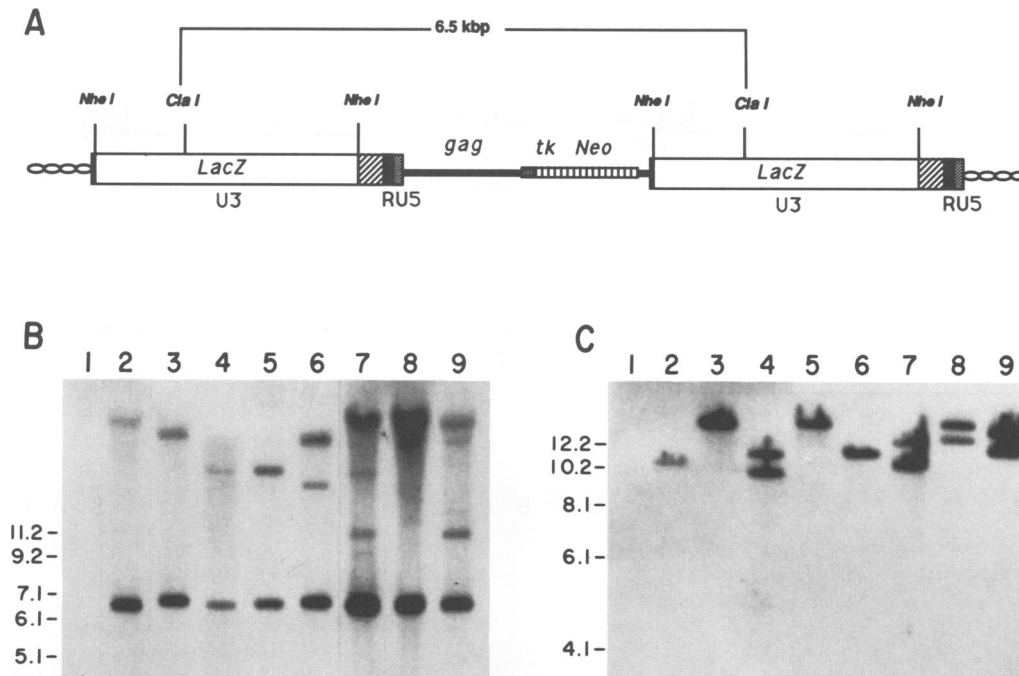 A
6.5 kbp
Nhe I Cla I Nhe I Nhe I Cla I Nhe I
gag tk Neo
LacZ LacZ
U3 RU5 U3 RU5
B
1 2 3 4 5 6 7 8 9
11.2
9.2
7.1
6.1
5.1
C
1 2 3 4 5 6 7 8 9
12.2
10.2
8.1
6.1
4.1